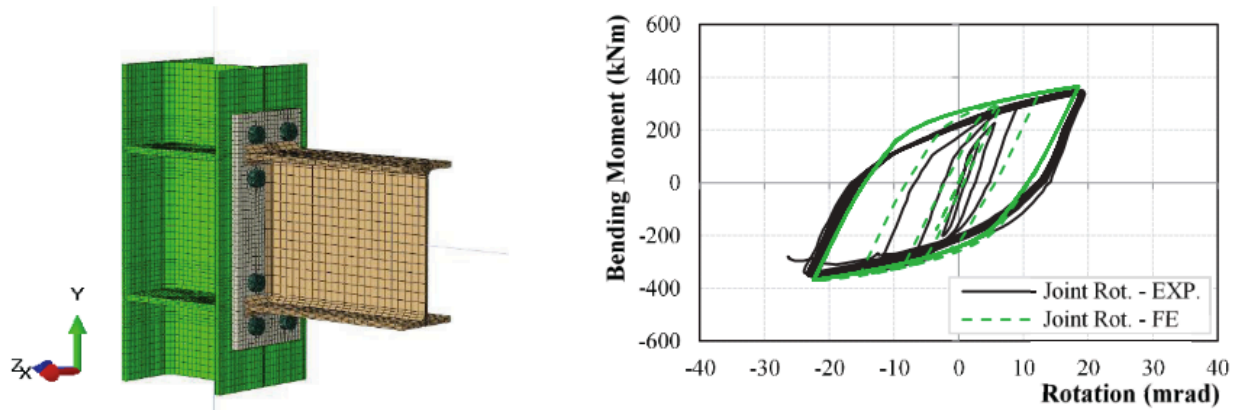 Y
Z
X
Bending Moment (kNm)
600
400
200
0
-200
-400
-600
-40 -30 -20 -10 0 10 20 30 40
Rotation (mrad)
Joint Rot. - EXP.
Joint Rot. - FE